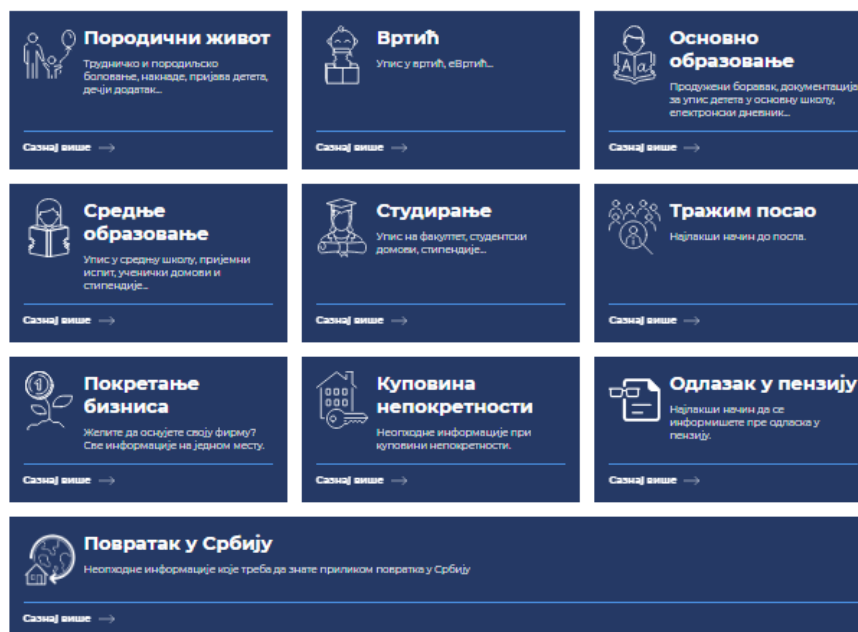 Породични живот
Трудничко и породиљско
боловање, накнаде, пријава детета,
дечји додатак...
Сазнај више
Вртић
Упис у вртић, еВртић...
Сазнај више
Основно
образовање
Продужени боравак, документација
за упис детета у основну школу,
електронски дневник...
Сазнај више
Средње
образовање
Упис у средњу школу, пријемни
испит, ученички домови и
стипендије...
Сазнај више
Студирање
Упис на факултет, студентски
домови, стипендије...
Сазнај више
Тражим посао
Најлакши начин до посла.
Сазнај више
Покретање
бизниса
Желите да оснујете своју фирму?
Све информације на једном месту.
Сазнај више
Куповина
непокретности
Неопходне информације при
куповини непокретности.
Сазнај више
Одлазак у пензију
Најлакши начин да се
информишете пре одласка у
пензију.
Сазнај више
Повратак у Србију
Неопходне информације које треба да знате приликом повратка у Србију
Сазнај више